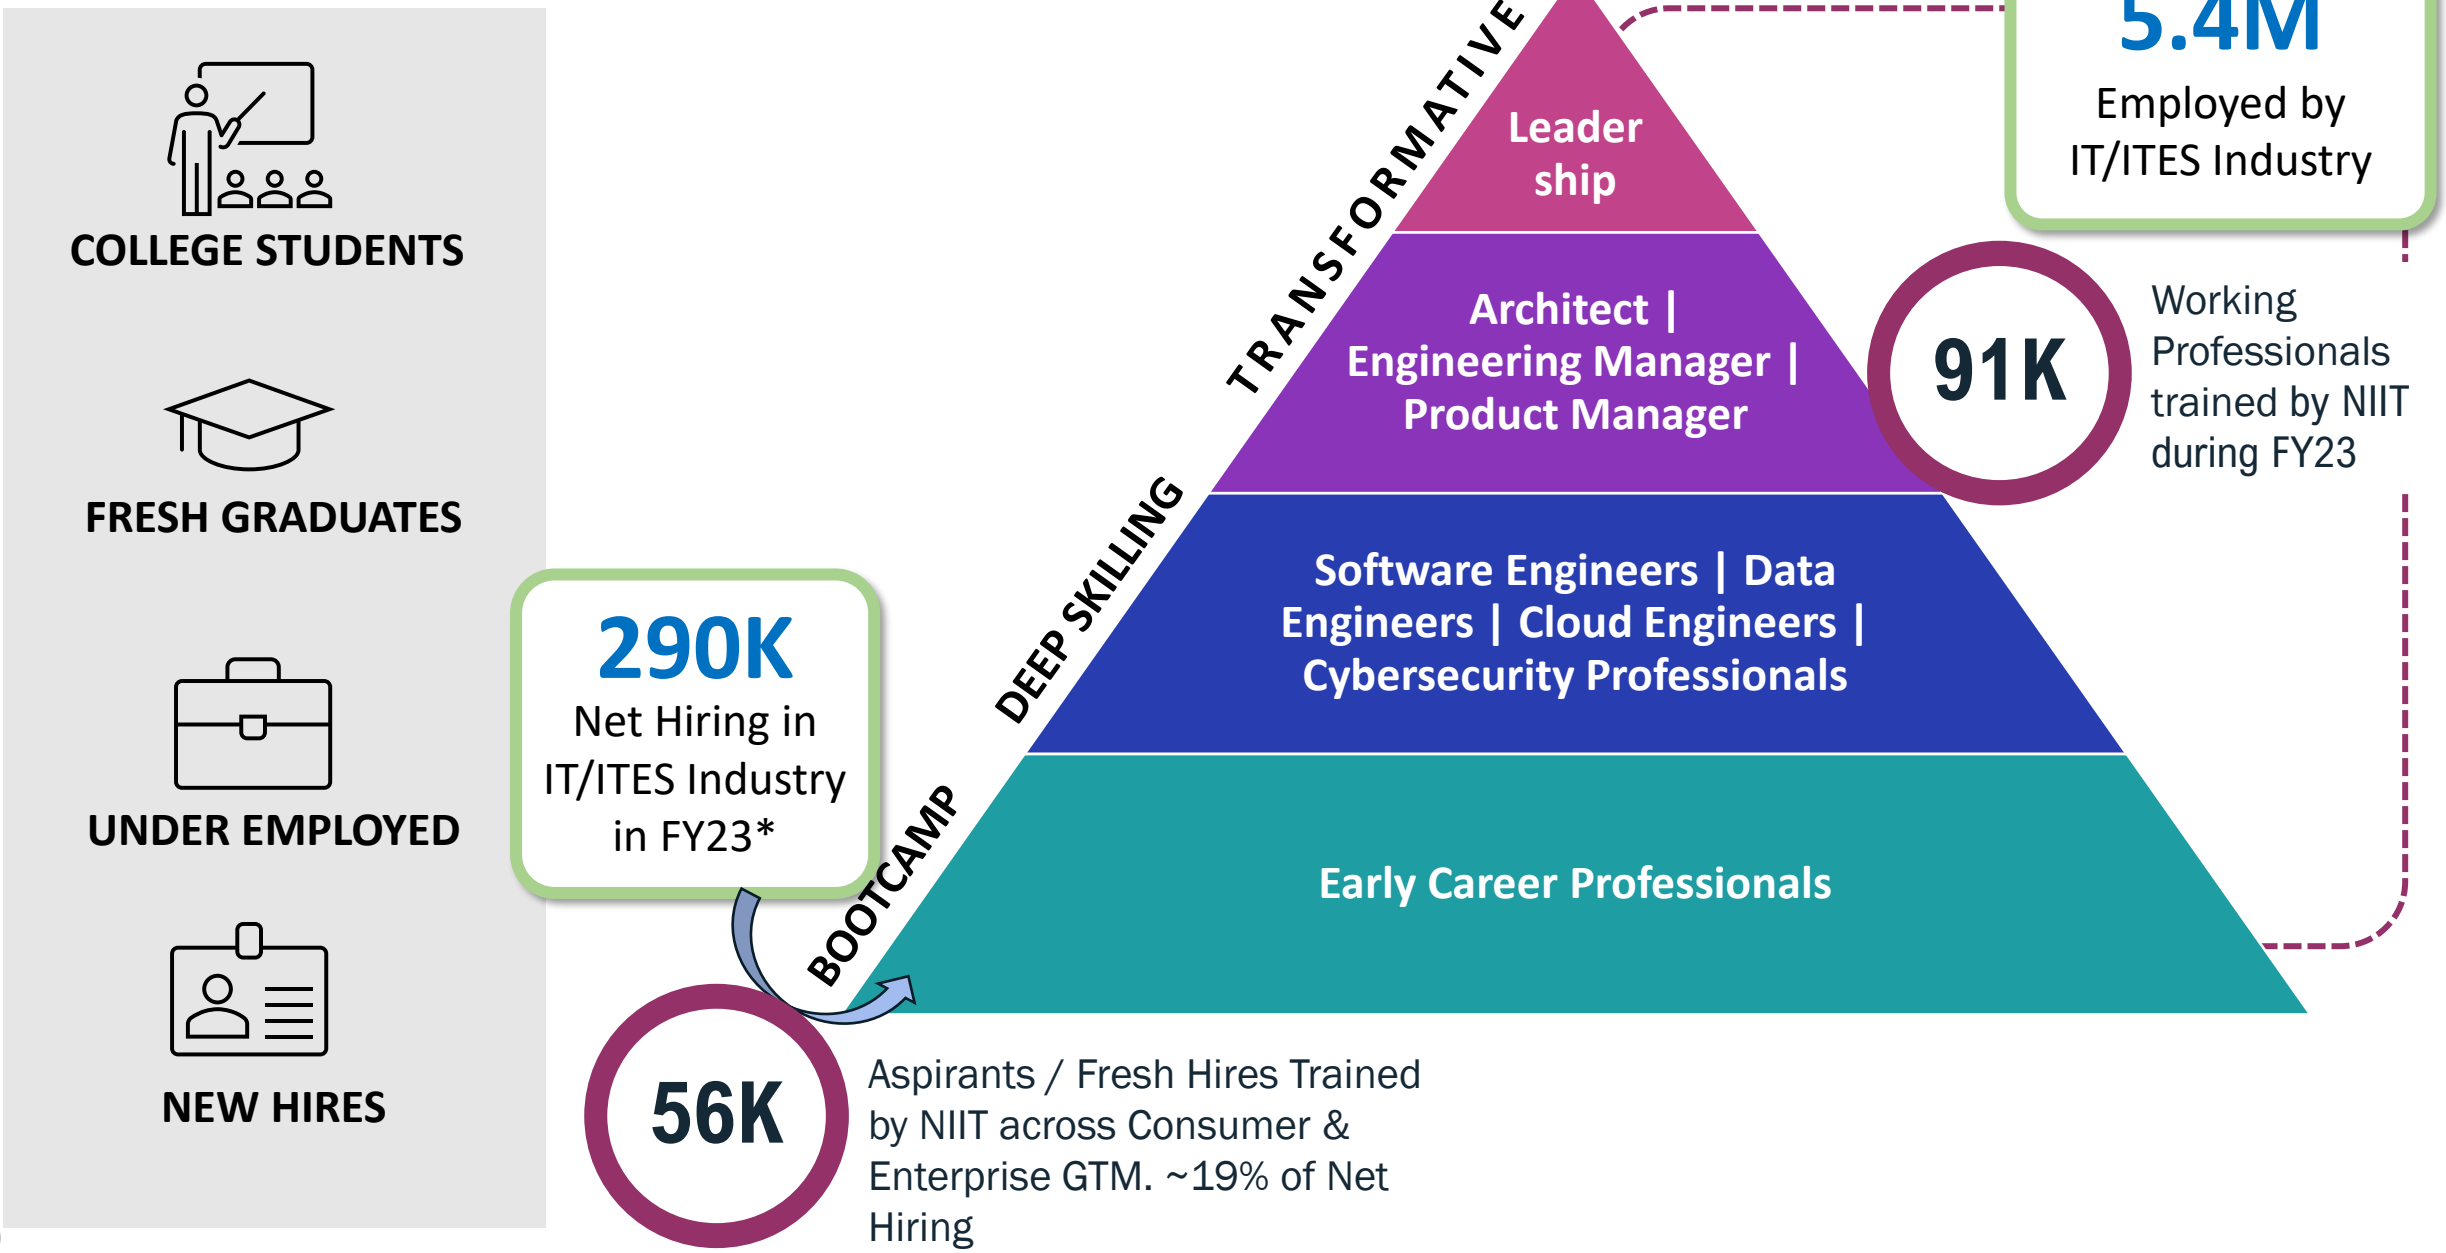 COLLEGE STUDENTS
FRESH GRADUATES
UNDER EMPLOYED
NEW HIRES
290K
Net Hiring in
IT/ITES Industry
in FY23*
56K
Aspirants / Fresh Hires Trained
by NIIT across Consumer &
Enterprise GTM. ~19% of Net
Hiring
TRANSFORMATIVE
DEEP SKILLING
BOOTCAMP
Leader
ship
Architect |
Engineering Manager |
Product Manager
Software Engineers | Data
Engineers | Cloud Engineers |
Cybersecurity Professionals
Early Career Professionals
5.4M
Employed by
IT/ITES Industry
91K
Working
Professionals
trained by NIIT
during FY23